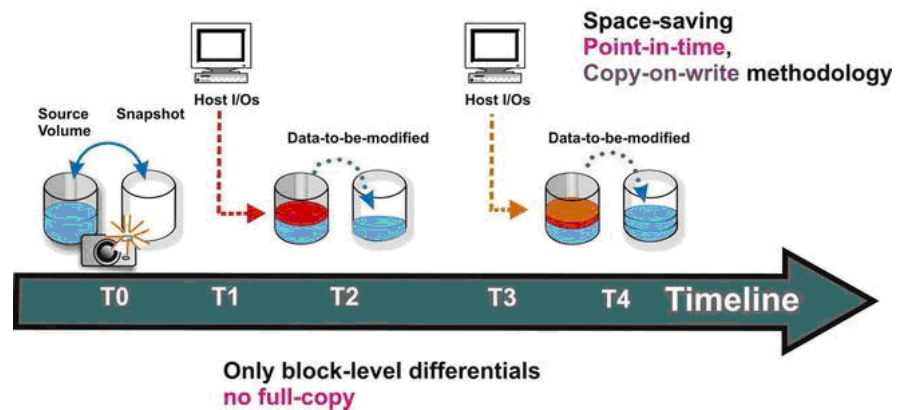 Space-saving
Point-in-time,
Copy-on-write methodology
Host I/Os
Host I/Os
Source
Volume
Snapshot
Data-to-be-modified
Data-to-be-modified
T0
T1
T2
T3
T4
Timeline
Only block-level differentials
no full-copy